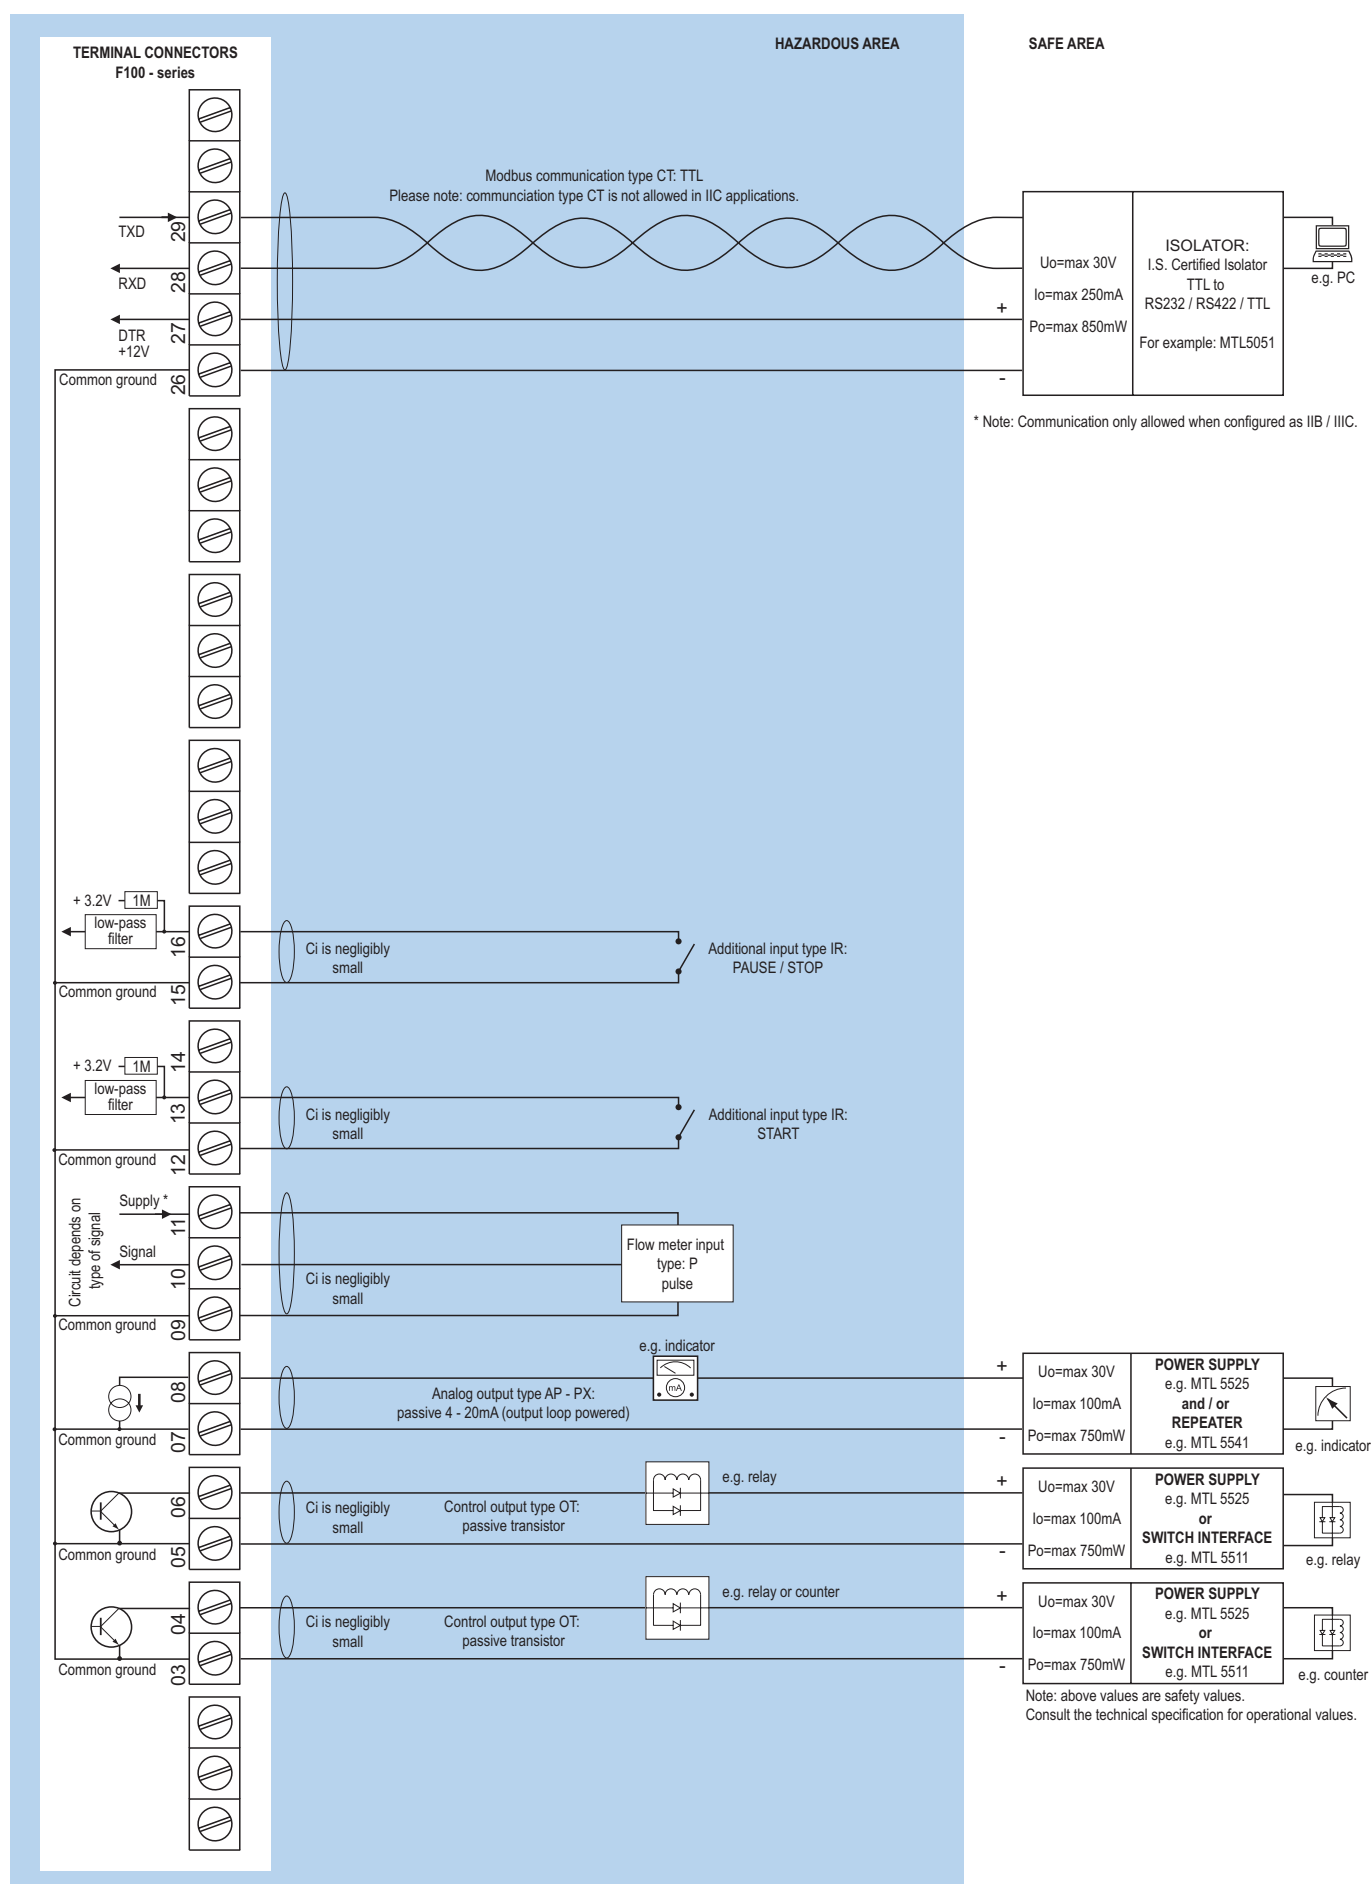 TERMINAL CONNECTORS
F100 - series
HAZARDOUS AREA
SAFE AREA
Modbus communication type CT: TTL
Please note: communciation type CT is not allowed in IIC applications.
TXD
29
RXD
28
DTR
+12V
27
Common ground
26
+
-
Uo=max 30V
Io=max 250mA
Po=max 850mW
ISOLATOR:
I.S. Certified Isolator
TTL to
RS232 / RS422 / TTL
For example: MTL5051
e.g. PC
* Note: Communication only allowed when configured as IIB / IIIC.
+ 3.2V
1M
low-pass
filter
16
Common ground
15
Ci is negligibly
small
Additional input type IR:
PAUSE / STOP
14
+ 3.2V
1M
low-pass
filter
13
Common ground
12
Ci is negligibly
small
Additional input type IR:
START
Circuit depends on
type of signal
Supply *
11
Signal
10
Common ground
09
Ci is negligibly
small
Flow meter input
type: P
pulse
08
Common ground
07
Analog output type AP - PX:
passive 4 - 20mA (output loop powered)
e.g. indicator
mA
+
-
Uo=max 30V
Io=max 100mA
Po=max 750mW
POWER SUPPLY
e.g. MTL 5525
and / or
REPEATER
e.g. MTL 5541
e.g. indicator
06
Common ground
05
Ci is negligibly
small
Control output type OT:
passive transistor
e.g. relay
+
-
Uo=max 30V
Io=max 100mA
Po=max 750mW
POWER SUPPLY
e.g. MTL 5525
or
SWITCH INTERFACE
e.g. MTL 5511
e.g. relay
04
Common ground
03
Ci is negligibly
small
Control output type OT:
passive transistor
e.g. relay or counter
+
-
Uo=max 30V
Io=max 100mA
Po=max 750mW
POWER SUPPLY
e.g. MTL 5525
or
SWITCH INTERFACE
e.g. MTL 5511
e.g. counter
Note: above values are safety values.
Consult the technical specification for operational values.